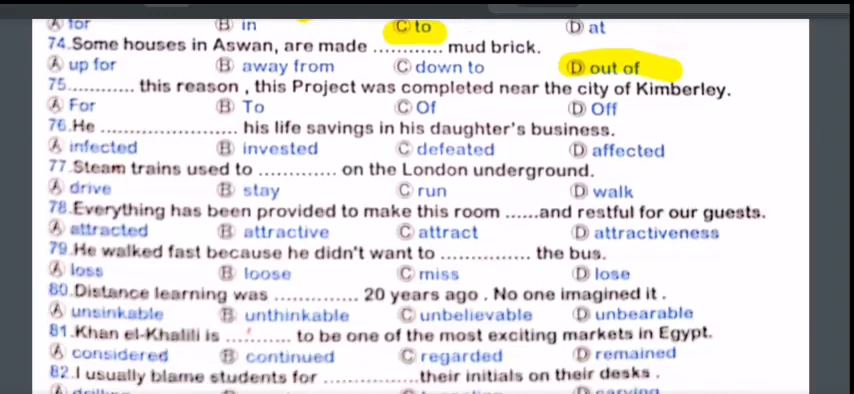 Ⓐ for Ⓑ in Ⓒ to Ⓓ at
74.Some houses in Aswan, are made ............. mud brick.
Ⓐ up for Ⓑ away from Ⓒ down to Ⓓ out of
75............. this reason , this Project was completed near the city of Kimberley.
Ⓐ For Ⓑ To Ⓒ Of Ⓓ Off
76.He ..................... his life savings in his daughter's business.
Ⓐ infected Ⓑ invested Ⓒ defeated Ⓓ affected
77.Steam trains used to .............. on the London underground.
Ⓐ drive Ⓑ stay Ⓒ run Ⓓ walk
78.Everything has been provided to make this room ......and restful for our guests.
Ⓐ attracted Ⓑ attractive Ⓒ attract Ⓓ attractiveness
79.He walked fast because he didn't want to ................ the bus.
Ⓐ loss Ⓑ loose Ⓒ miss Ⓓ lose
80.Distance learning was ............... 20 years ago . No one imagined it .
Ⓐ unsinkable Ⓑ unthinkable Ⓒ unbelievable Ⓓ unbearable
81.Khan el-Khalili is ............. to be one of the most exciting markets in Egypt.
Ⓐ considered Ⓑ continued Ⓒ regarded Ⓓ remained
82.I usually blame students for .................their initials on their desks .
Ⓓ carving